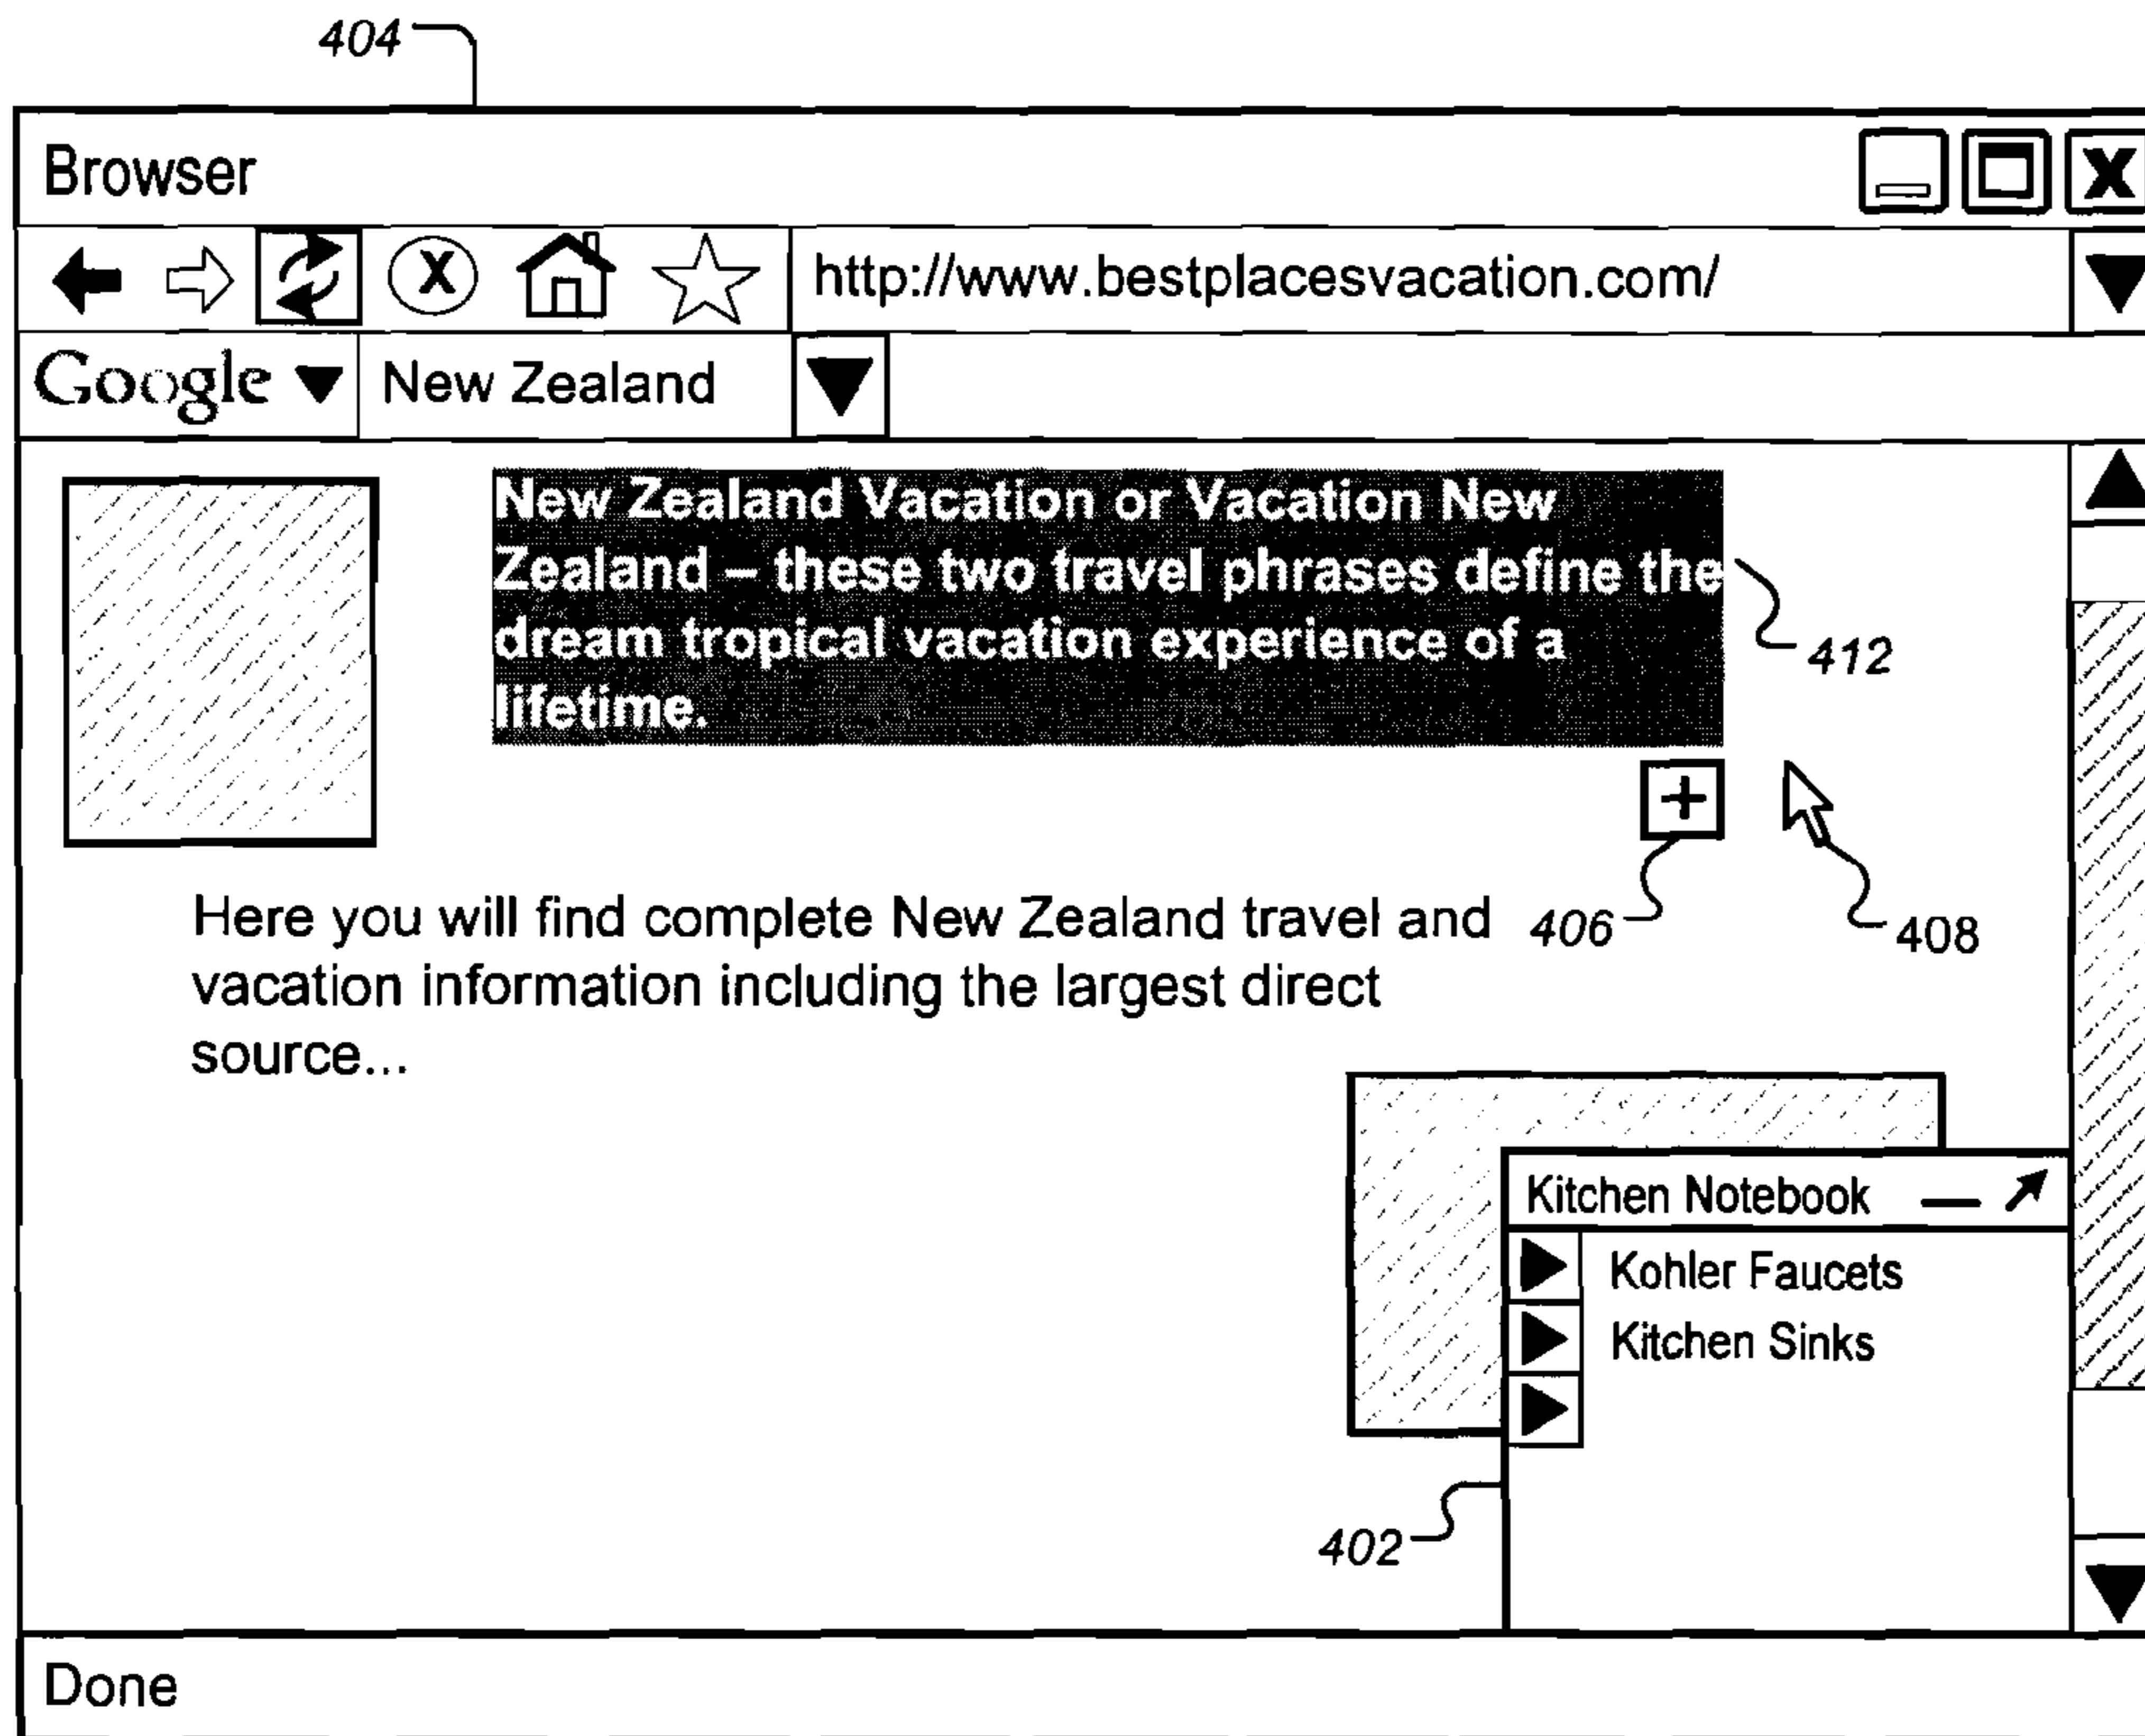 404
Browser
X
X
http://www.bestplacesvacation.com/
Google
New Zealand
New Zealand Vacation or Vacation New
Zealand – these two travel phrases define the
dream tropical vacation experience of a
lifetime.
412
+
406
408
Here you will find complete New Zealand travel and
vacation information including the largest direct
source...
Kitchen Notebook
Kohler Faucets
Kitchen Sinks
402
Done